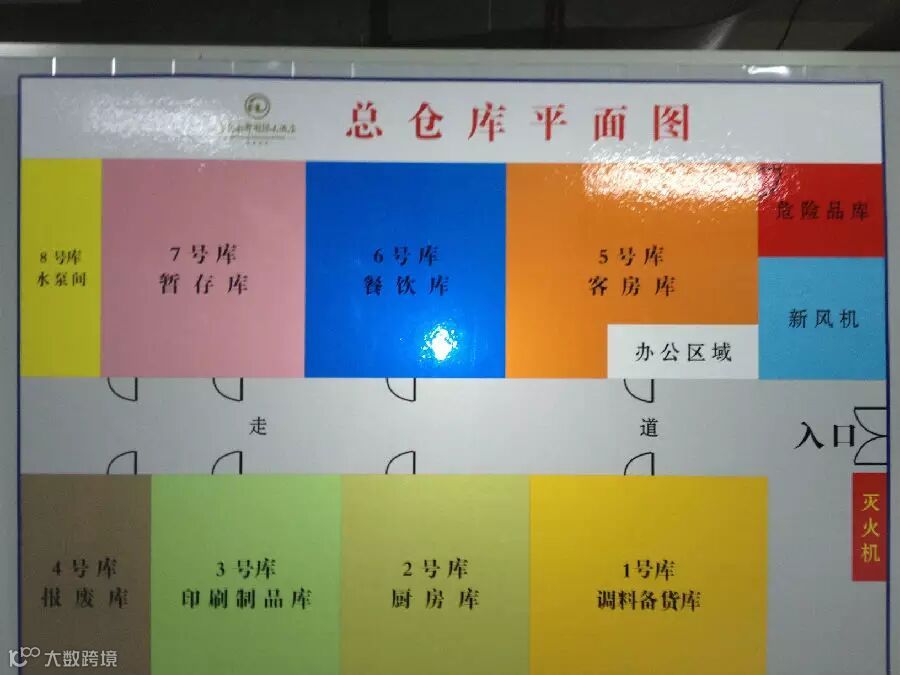 总仓库平面图
8号库
水泵间
7号库
暂存库
6号库
餐饮库
5号库
客房库
办公区域
危险品库
新风机
走道
入口
灭火机
4号库
报废库
3号库
印刷制品库
2号库
厨房库
1号库
调料备货库
大数跨境